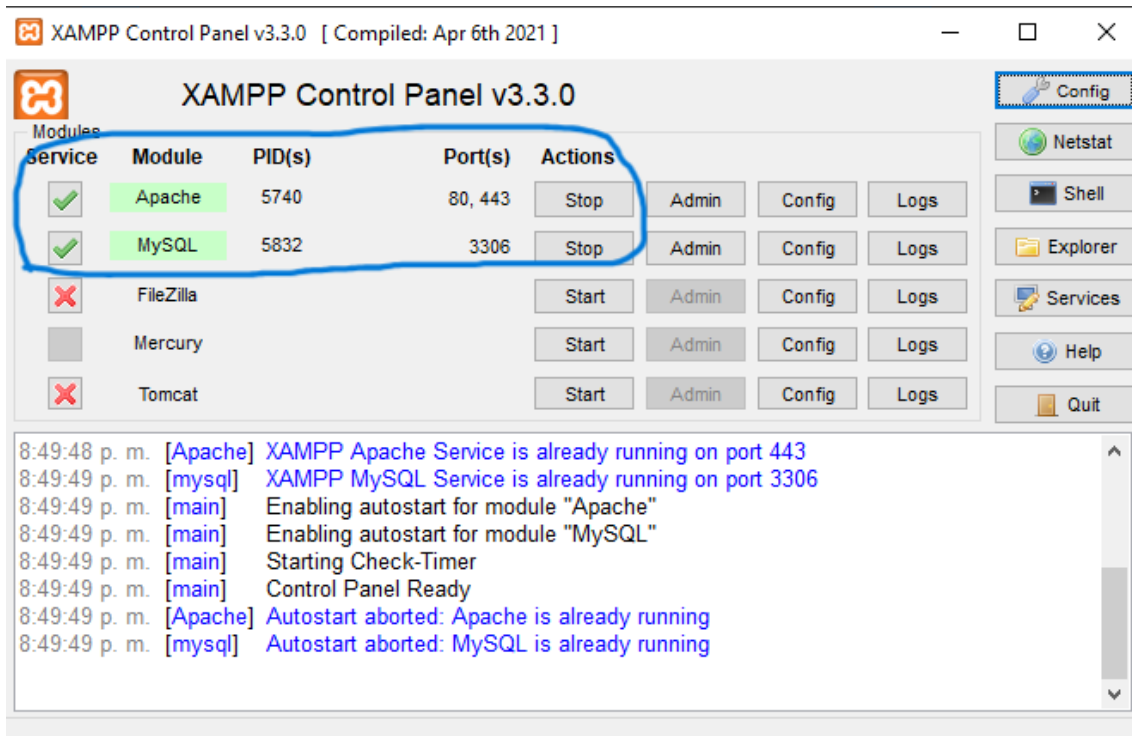 XAMPP Control Panel v3.3.0 [ Compiled: Apr 6th 2021 ]
XAMPP Control Panel v3.3.0
Config
Modules
Service Module PID(s) Port(s) Actions
Netstat
Apache 5740 80, 443 Stop Admin Config Logs
Shell
MySQL 5832 3306 Stop Admin Config Logs
Explorer
FileZilla Start Admin Config Logs
Services
Mercury Start Admin Config Logs
Help
Tomcat Start Admin Config Logs
Quit
8:49:48 p. m. [Apache] XAMPP Apache Service is already running on port 443
8:49:49 p. m. [mysql] XAMPP MySQL Service is already running on port 3306
8:49:49 p. m. [main] Enabling autostart for module "Apache"
8:49:49 p. m. [main] Enabling autostart for module "MySQL"
8:49:49 p. m. [main] Starting Check-Timer
8:49:49 p. m. [main] Control Panel Ready
8:49:49 p. m. [Apache] Autostart aborted: Apache is already running
8:49:49 p. m. [mysql] Autostart aborted: MySQL is already running